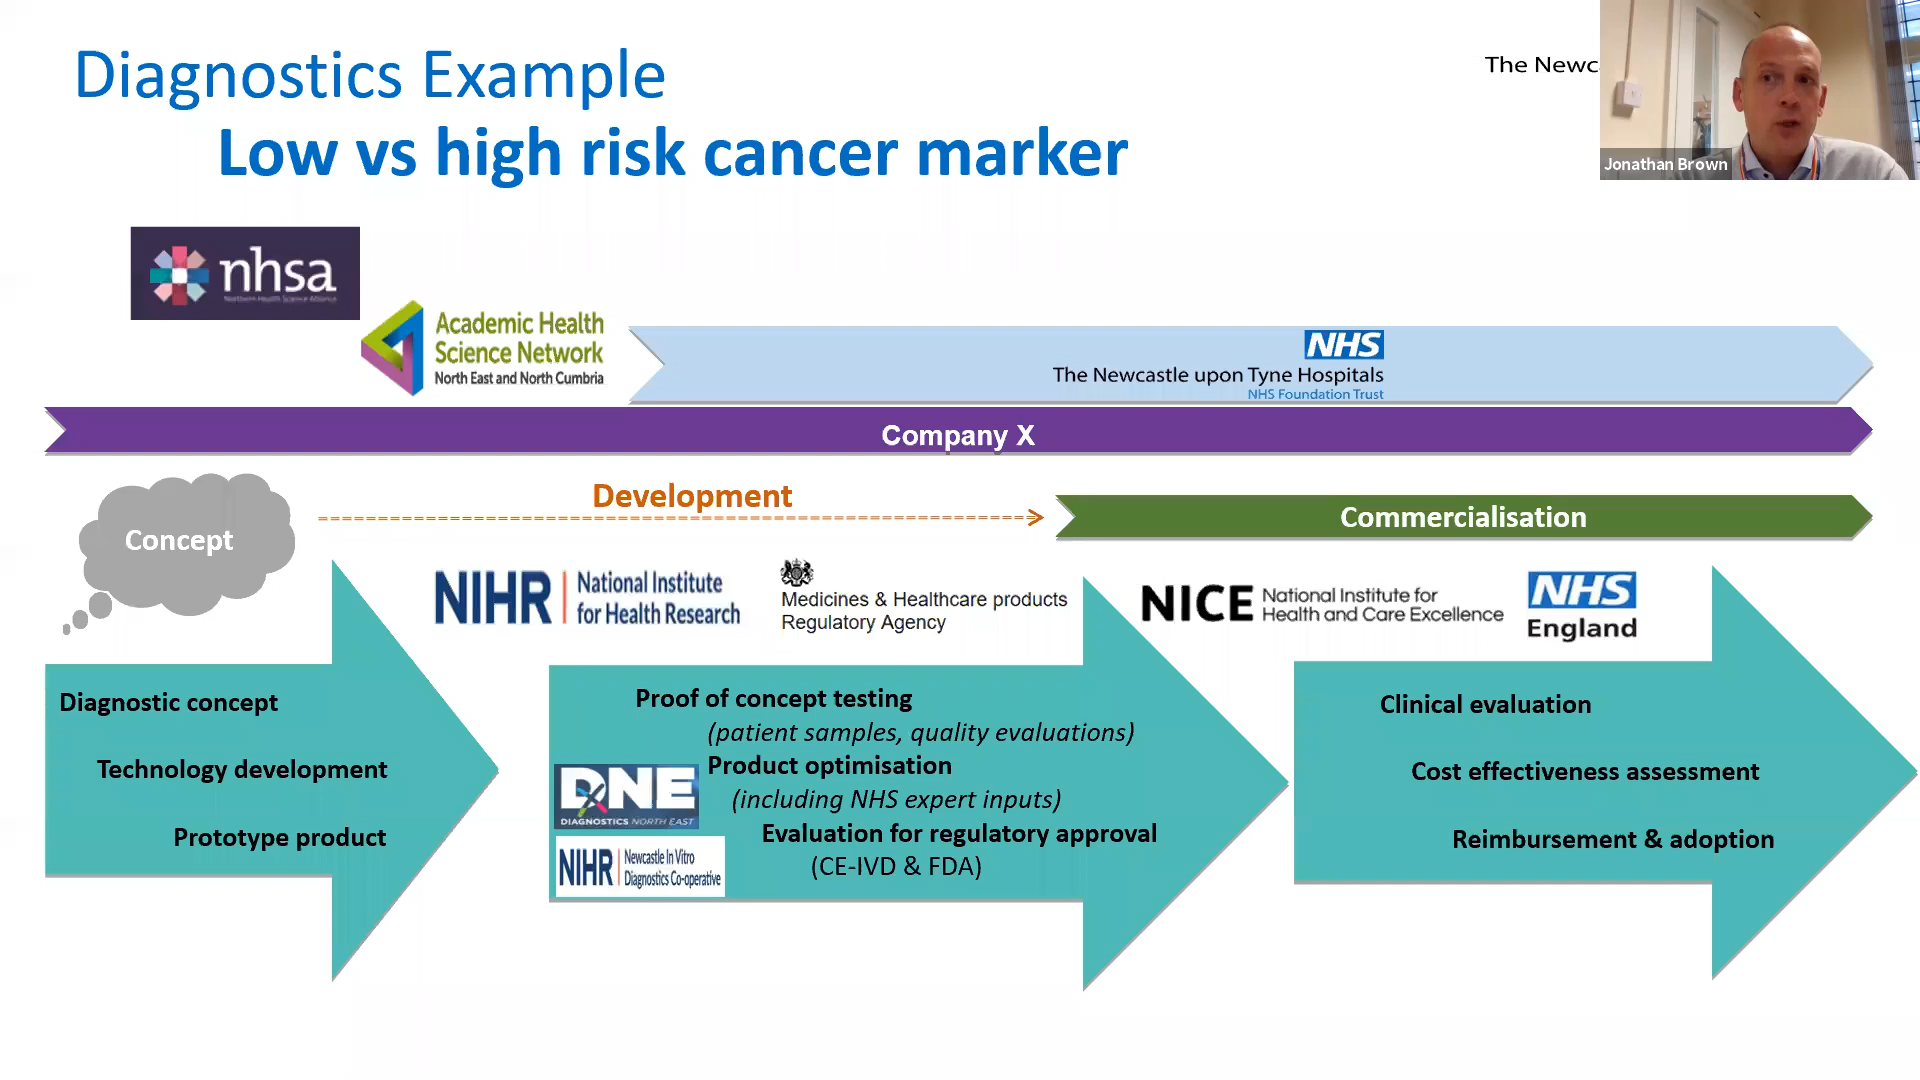 Diagnostics Example
Low vs high risk cancer marker
The Newc
Jonathan Brown
nhsa
Northern Health Science Alliance
Academic Health
Science Network
North East and North Cumbria
NHS
The Newcastle upon Tyne Hospitals
NHS Foundation Trust
Company X
Concept
Development
Commercialisation
NIHR | National Institute
for Health Research
Medicines & Healthcare products
Regulatory Agency
NICE National Institute for
Health and Care Excellence
NHS
England
Diagnostic concept
Technology development
Prototype product
Proof of concept testing
(patient samples, quality evaluations)
Product optimisation
(including NHS expert inputs)
Evaluation for regulatory approval
(CE-IVD & FDA)
DNE
DIAGNOSTICS NORTH EAST
NIHR | Newcastle In Vitro
Diagnostics Co-operative
Clinical evaluation
Cost effectiveness assessment
Reimbursement & adoption